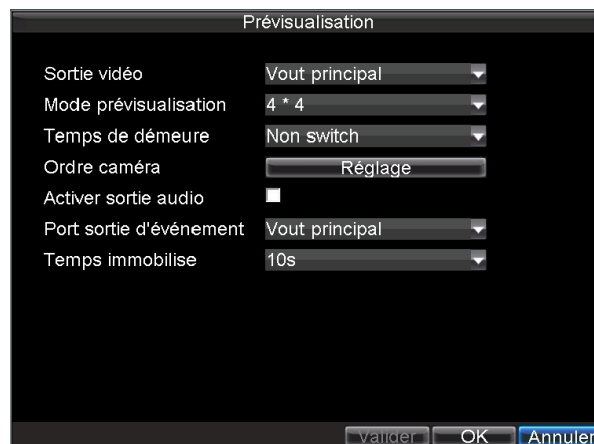 Prévisualisation
Sortie vidéo Vout principal
Mode prévisualisation 4 * 4
Temps de démeure Non switch
Ordre caméra Réglage
Activer sortie audio
Port sortie d'événement Vout principal
Temps immobilise 10s
Valider OK Annuler